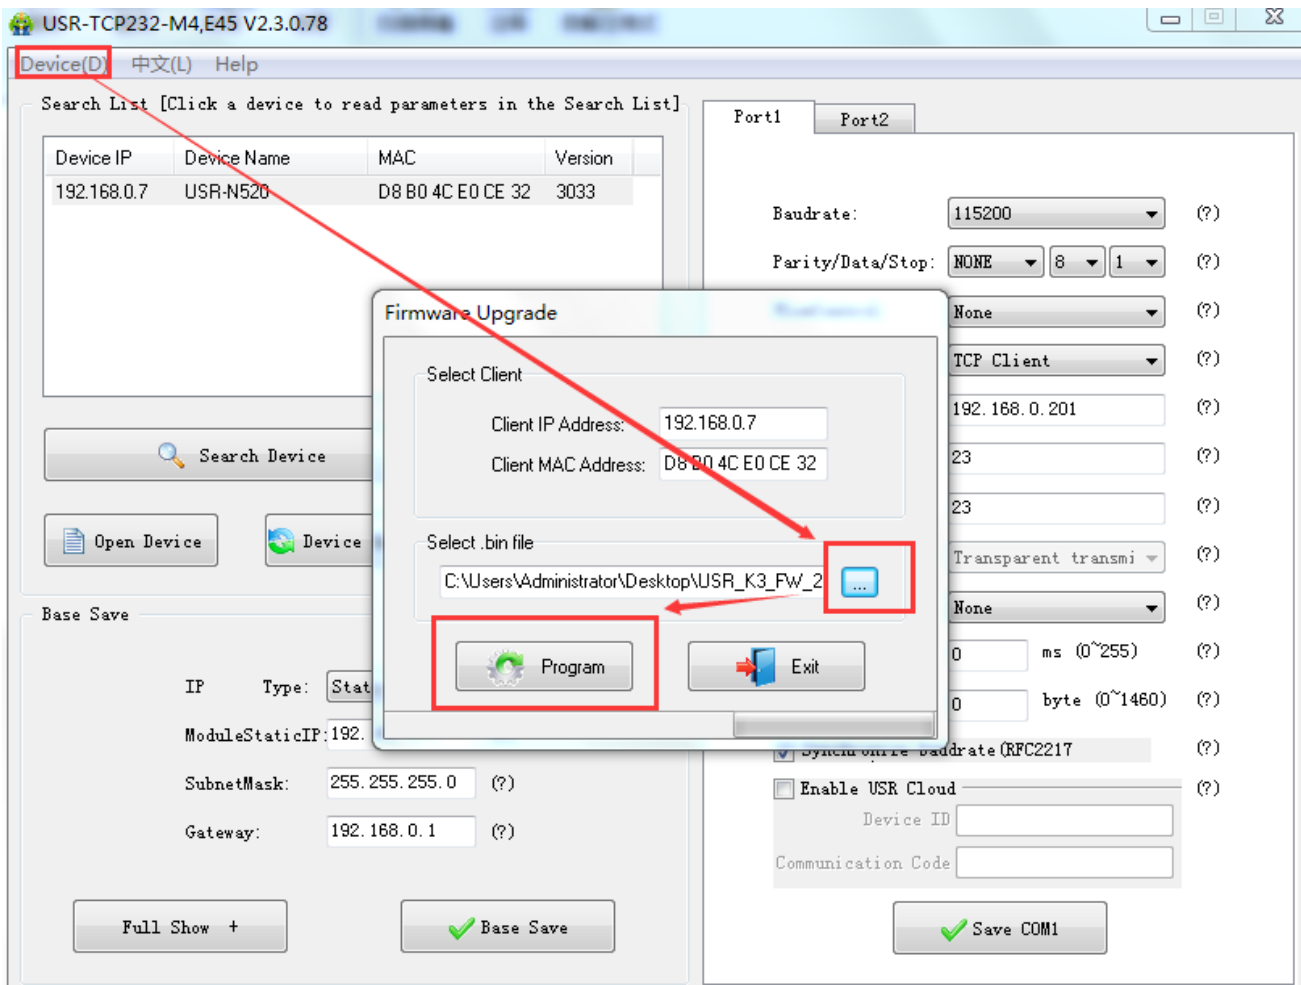 USR-TCP232-M4,E45 V2.3.0.78
Device(D) 中文(L) Help
Search List [Click a device to read parameters in the Search List]
Device IP Device Name MAC Version
192.168.0.7 USR-N520 D8 B0 4C E0 CE 32 3033
Search Device
Open Device
Device
Base Save
IP Type: Stat
ModuleStaticIP: 192.
SubnetMask: 255.255.255.0 (?)
Gateway: 192.168.0.1 (?)
Full Show +
Base Save
Firmware Upgrade
Select Client
Client IP Address: 192.168.0.7
Client MAC Address: D8 B0 4C E0 CE 32
Select .bin file
C:\Users\Administrator\Desktop\USR_K3_FW_2 ...
Program
Exit
Port1 Port2
Baudrate: 115200 (?)
Parity/Data/Stop: NONE 8 1 (?)
None (?)
TCP Client (?)
192.168.0.201 (?)
23 (?)
23 (?)
Transparent transmi (?)
None (?)
0 ms (0~255) (?)
0 byte (0~1460) (?)
Synchronize Baudrate(RFC2217 (?)
Enable USR Cloud (?)
Device ID
Communication Code
Save COM1